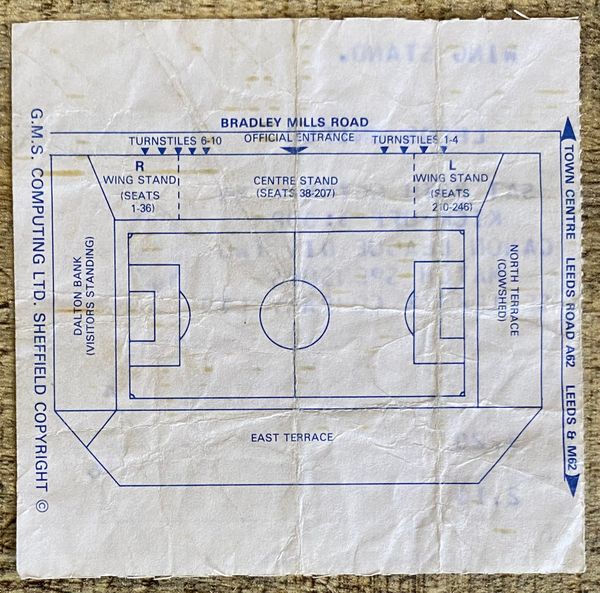 BRADLEY MILLS ROAD
TURNSTILES 6-10
OFFICIAL ENTRANCE
TURNSTILES 1-4
R
WING STAND
(SEATS
1-36)
CENTRE STAND
(SEATS 38-207)
L
WING STAND
(SEATS
210-246)
DALTON BANK
(VISITORS STANDING)
NORTH TERRACE
(COWSHED)
EAST TERRACE
TOWN CENTRE LEEDS ROAD A62 LEEDS & M62
G.M.S. COMPUTING LTD. SHEFFIELD COPYRIGHT ©
WING STAND.